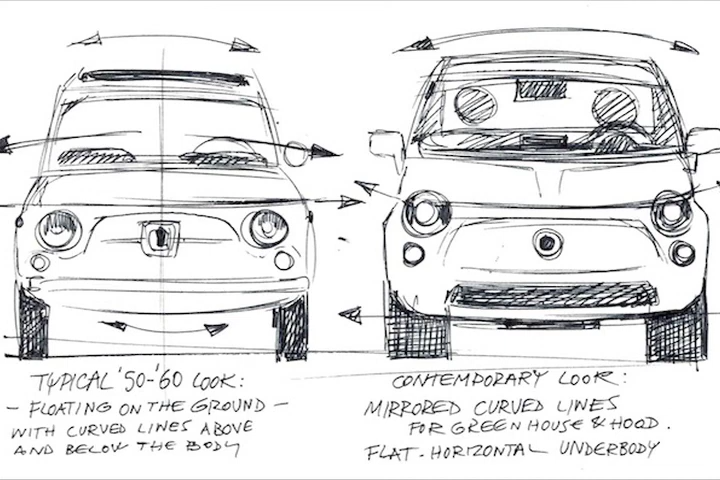 TYPICAL '50-'60 LOOK:
- FLOATING ON THE GROUND -
WITH CURVED LINES ABOVE
AND BELOW THE BODY
CONTEMPORARY LOOK:
MIRRORED CURVED LINES
FOR GREEN HOUSE & HOOD.
FLAT-HORIZONTAL UNDERBODY